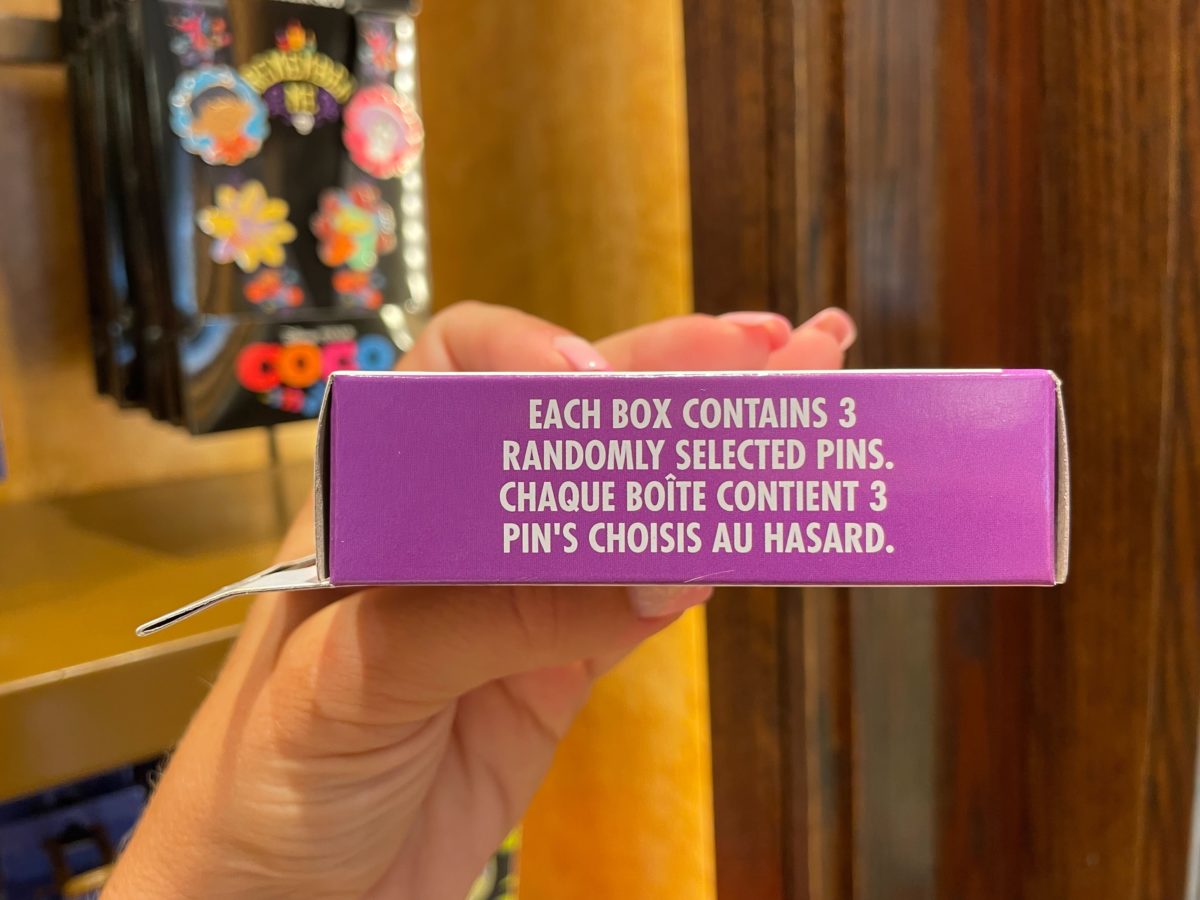 EACH BOX CONTAINS 3
RANDOMLY SELECTED PINS.
CHAQUE BOÎTE CONTIENT 3
PIN'S CHOISIS AU HASARD.
COCO